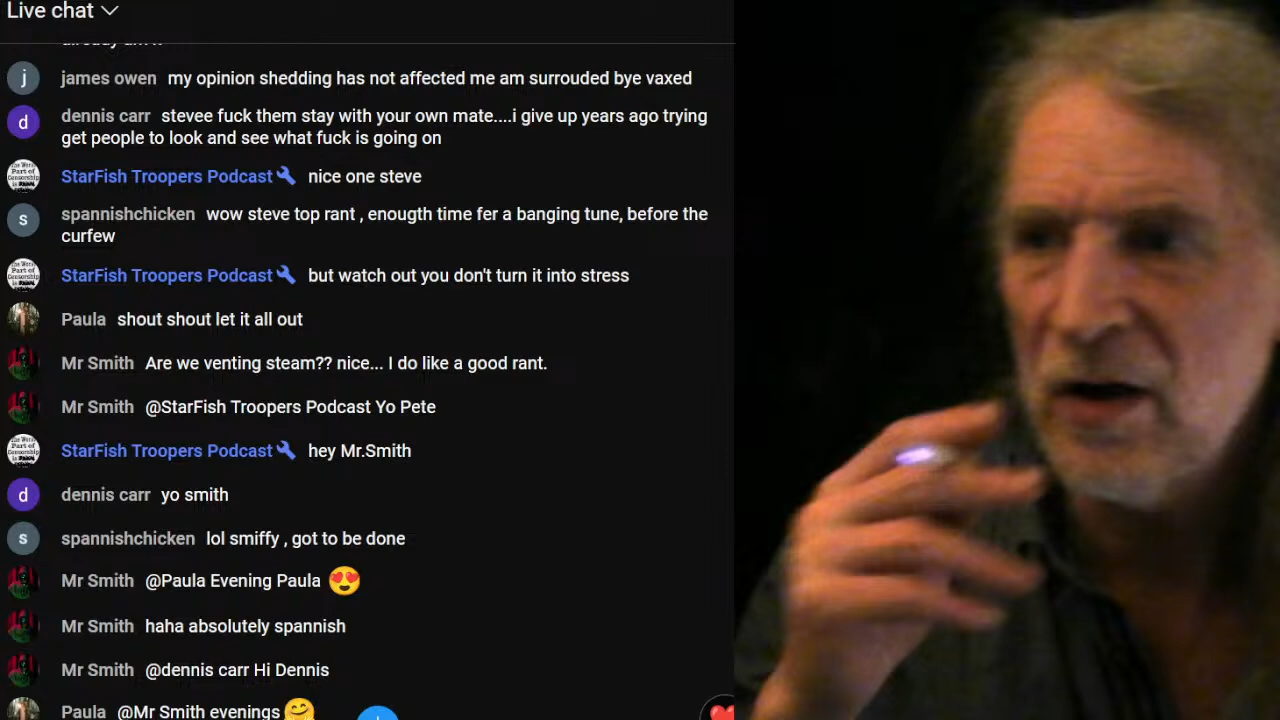 Live chat
james owen my opinion shedding has not affected me am surrouded bye vaxed
dennis carr stevee fuck them stay with your own mate....i give up years ago trying
get people to look and see what fuck is going on
StarFish Troopers Podcast nice one steve
spannishchicken wow steve top rant , enougth time fer a banging tune, before the
curfew
StarFish Troopers Podcast but watch out you don't turn it into stress
Paula shout shout let it all out
Mr Smith Are we venting steam?? nice... I do like a good rant.
Mr Smith @StarFish Troopers Podcast Yo Pete
StarFish Troopers Podcast hey Mr.Smith
dennis carr yo smith
spannishchicken lol smiffy , got to be done
Mr Smith @Paula Evening Paula 😍
Mr Smith haha absolutely spannish
Mr Smith @dennis carr Hi Dennis
Paula @Mr Smith evenings 🤗